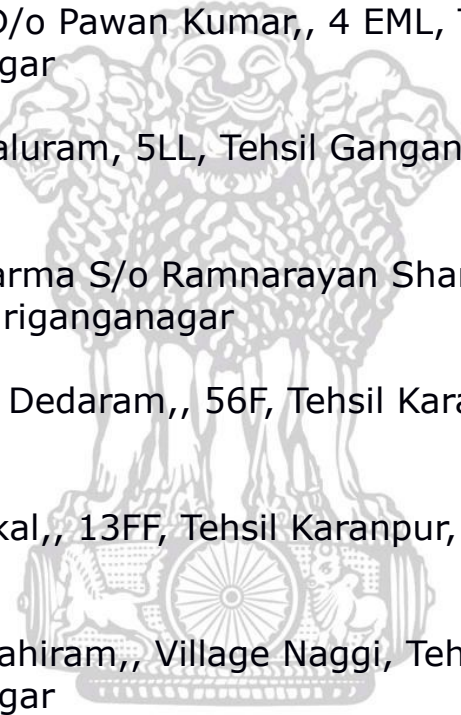 D/o Pawan Kumar,, 4 EML, T
gar
aluram, 5LL, Tehsil Gangan
arma S/o Ramnarayan Shar
riganganagar
Dedaram,, 56F, Tehsil Kara
kal,, 13FF, Tehsil Karanpur,
ahiram,, Village Naggi, Teh
gar